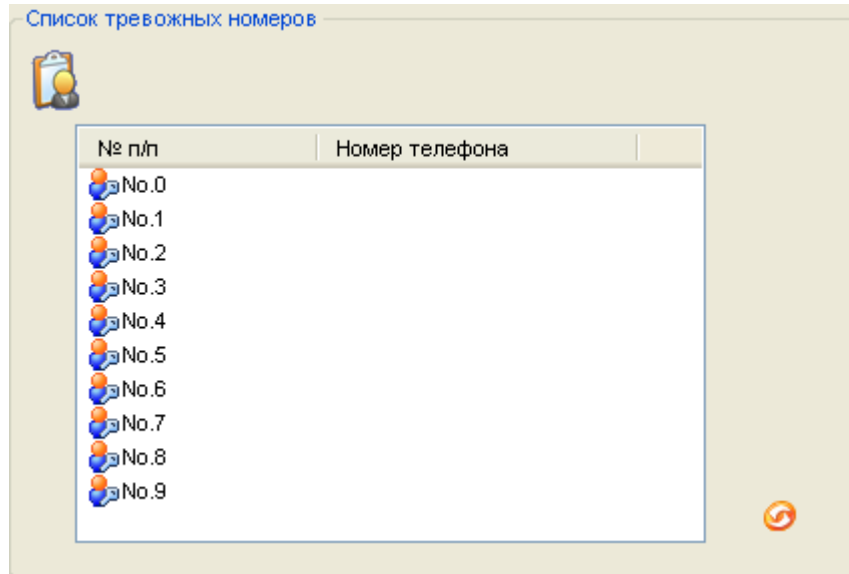 Список тревожных номеров
№ п/п Номер телефона
No.0
No.1
No.2
No.3
No.4
No.5
No.6
No.7
No.8
No.9